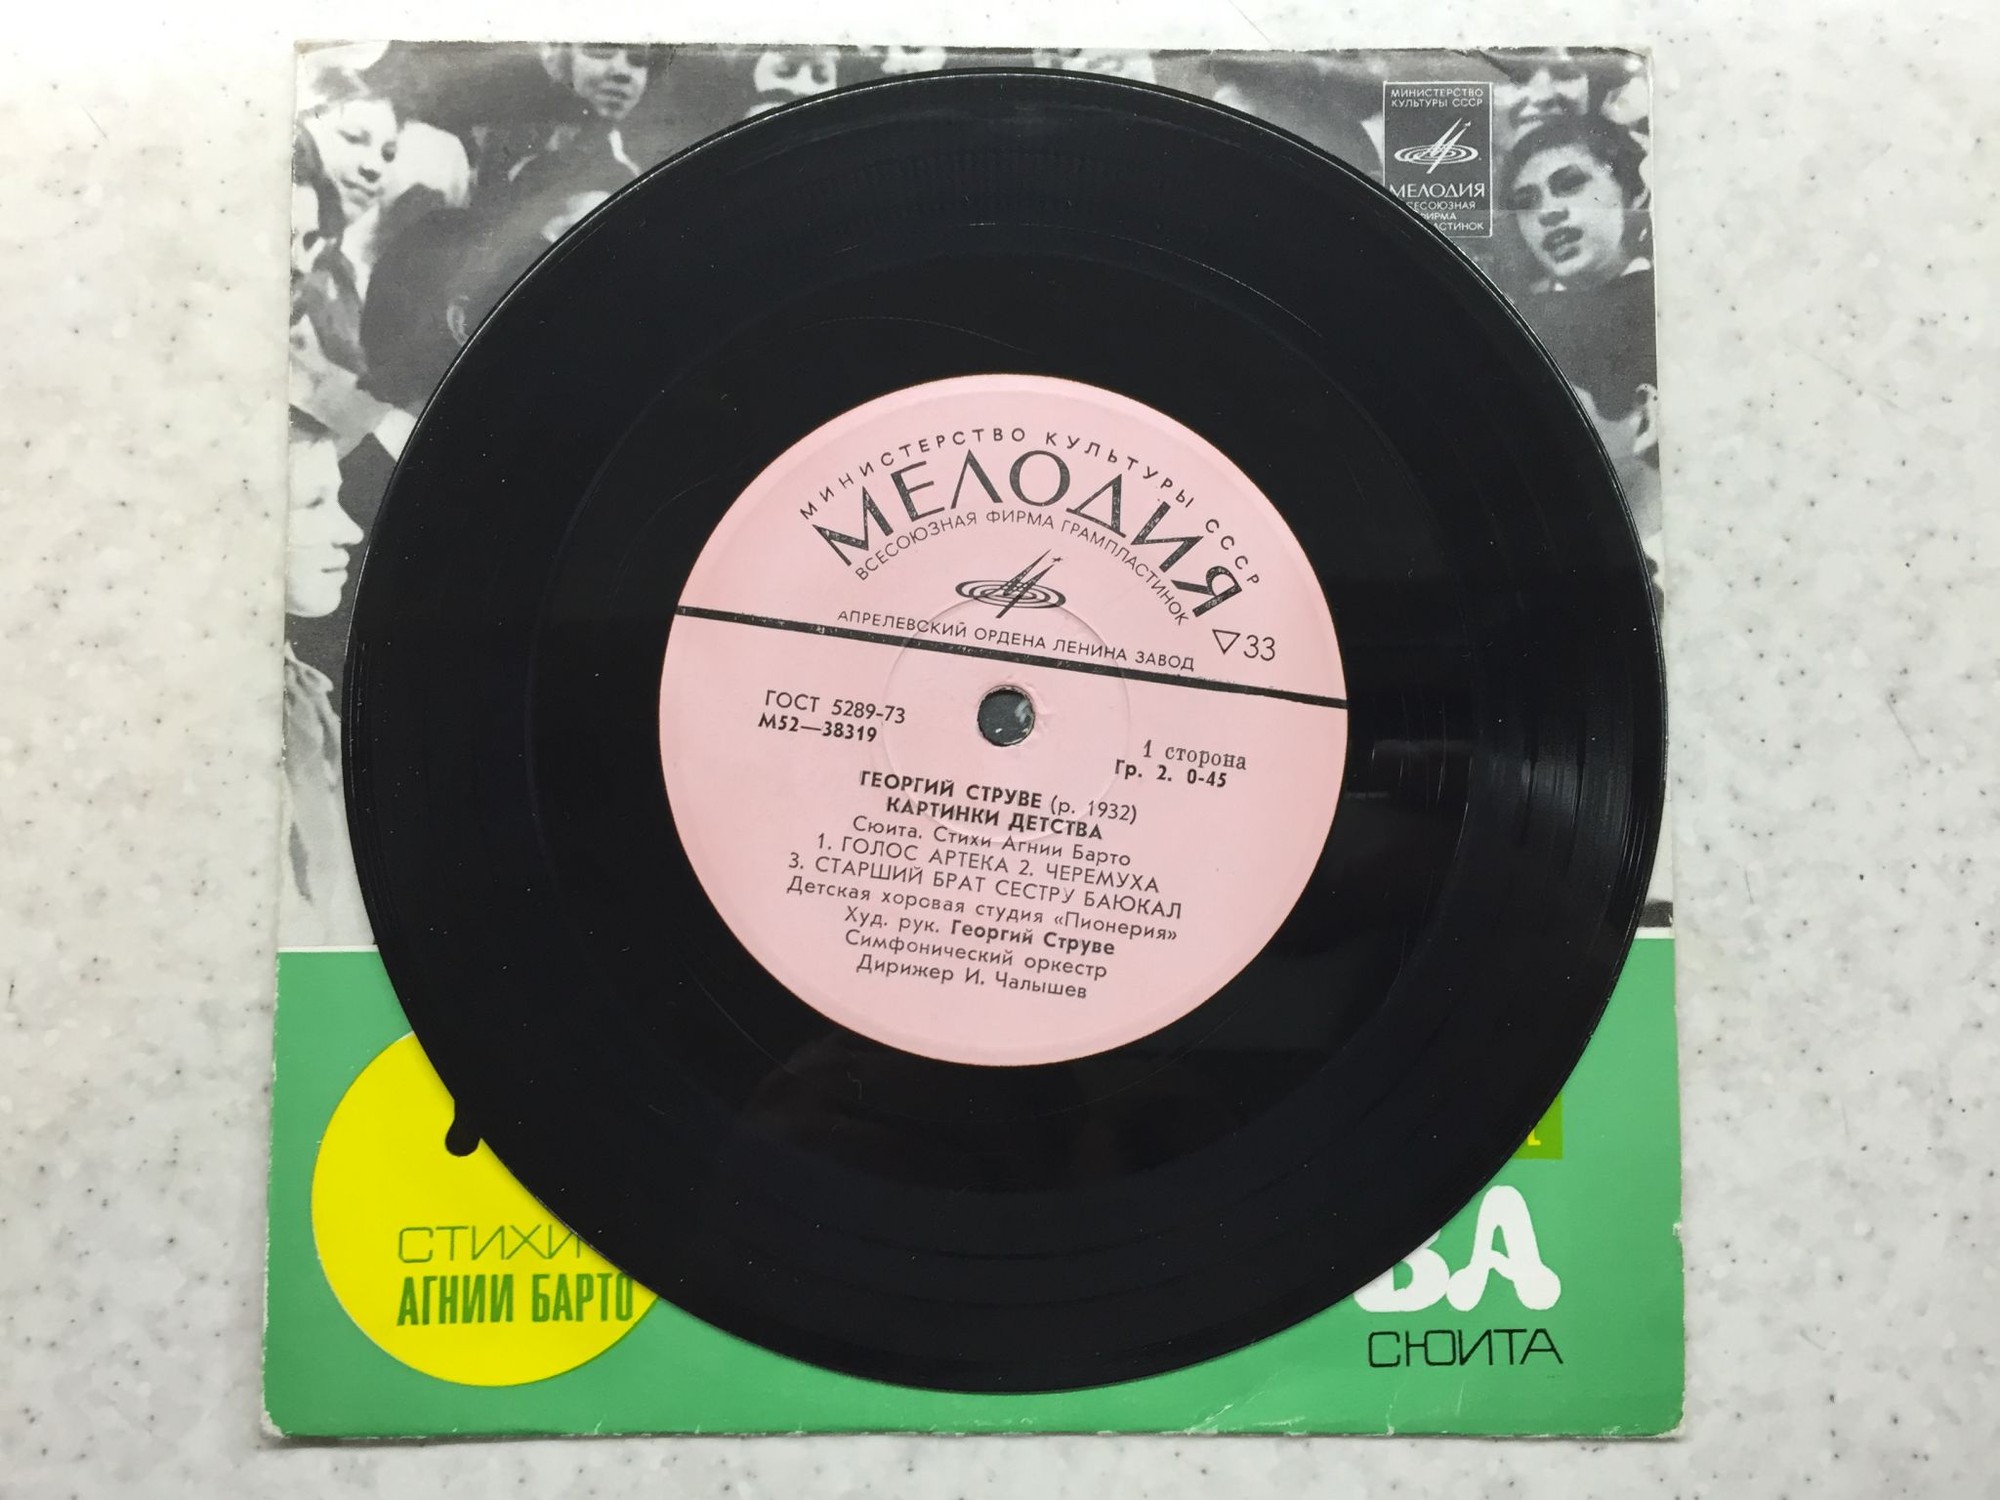 МИНИСТЕРСТВО
КУЛЬТУРЫ СССР
МЕЛОДИЯ
МИНИСТЕРСТВО КУЛЬТУРЫ СССР
МЕЛОДИЯ
ВСЕСОЮЗНАЯ ФИРМА ГРАМПЛАСТИНОК
АПРЕЛЕВСКИЙ ОРДЕНА ЛЕНИНА ЗАВОД
33
ГОСТ 5289-73
М52—38319
1 сторона
Гр. 2. 0-45
ГЕОРГИЙ СТРУВЕ (р. 1932)
КАРТИНКИ ДЕТСТВА
Сюита. Стихи Агнии Барто
1. ГОЛОС АРТЕКА 2. ЧЕРЕМУХА
3. СТАРШИЙ БРАТ СЕСТРУ БАЮКАЛ
Детская хоровая студия «Пионерия»
Худ. рук. Георгий Струве
Симфонический оркестр
Дирижер И. Чалышев
СТИХИ
АГНИИ БАРТО
ВА
СЮИТА